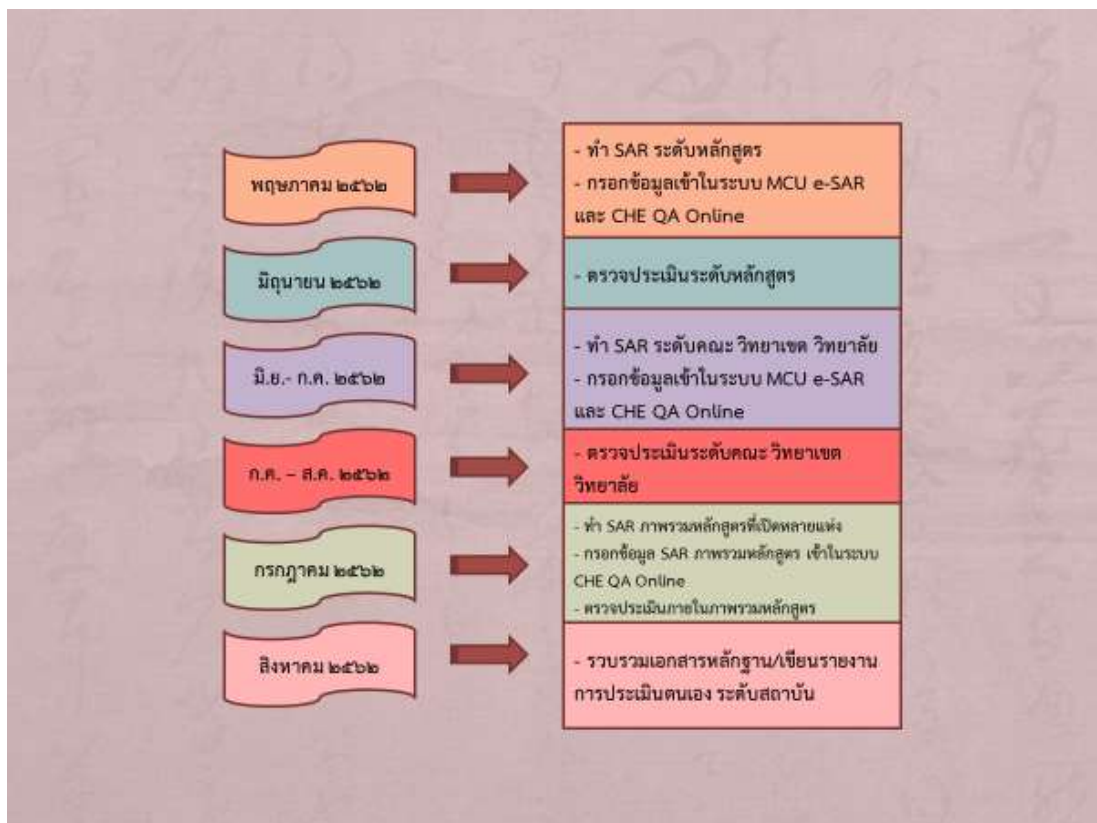 พฤษภาคม ๒๕๖๒
- ทำ SAR ระดับหลักสูตร
- กรอกข้อมูลเข้าในระบบ MCU e-SAR
และ CHE QA Online
มิถุนายน ๒๕๖๒
- ตรวจประเมินระดับหลักสูตร
มิ.ย.- ก.ค. ๒๕๖๒
- ทำ SAR ระดับคณะ วิทยาเขต วิทยาลัย
- กรอกข้อมูลเข้าในระบบ MCU e-SAR
และ CHE QA Online
ก.ค. – ส.ค. ๒๕๖๒
- ตรวจประเมินระดับคณะ วิทยาเขต
วิทยาลัย
กรกฎาคม ๒๕๖๒
- ทำ SAR ภาพรวมหลักสูตรที่เปิดหลายแห่ง
- กรอกข้อมูล SAR ภาพรวมหลักสูตร เข้าในระบบ
CHE QA Online
- ตรวจประเมินภายในภาพรวมหลักสูตร
สิงหาคม ๒๕๖๒
- รวบรวมเอกสารหลักฐาน/เขียนรายงาน
การประเมินตนเอง ระดับสถาบัน